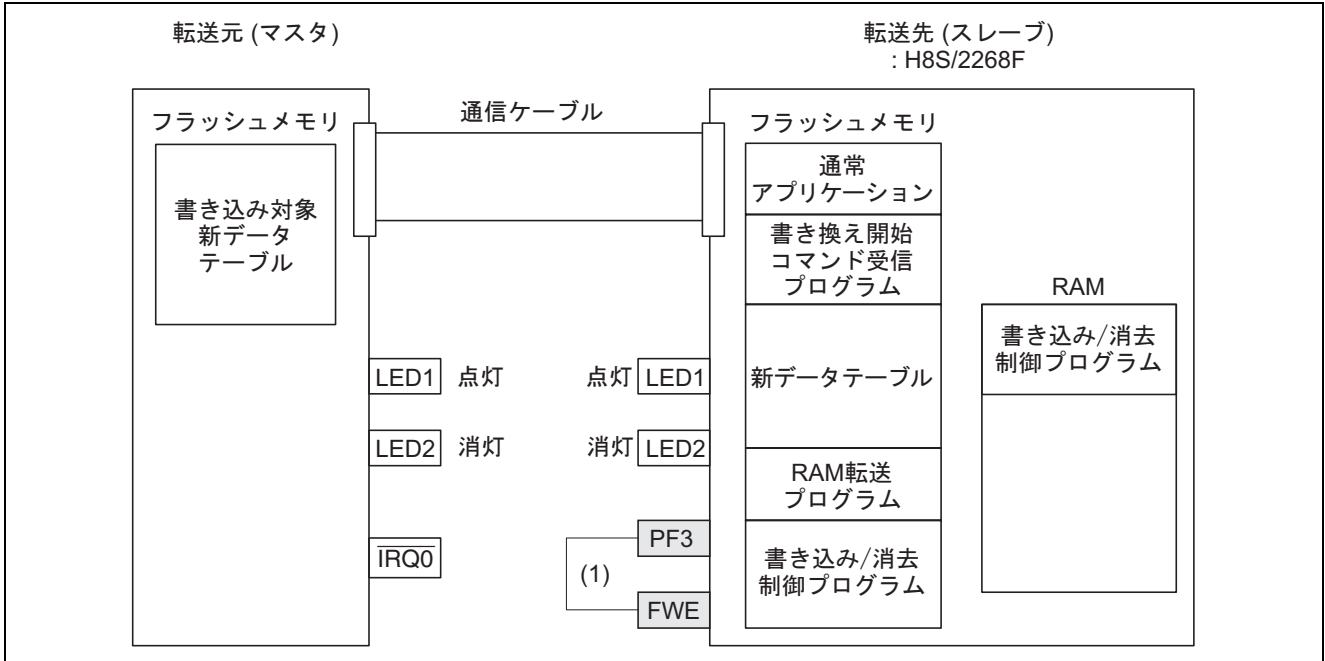 転送元 (マスタ)
転送先 (スレーブ)
: H8S/2268F
フラッシュメモリ
書き込み対象
新データ
テーブル
通信ケーブル
フラッシュメモリ
通常
アプリケーション
書き換え開始
コマンド受信
プログラム
新データテーブル
RAM転送
プログラム
書き込み/消去
制御プログラム
RAM
書き込み/消去
制御プログラム
LED1 点灯
点灯 LED1
LED2 消灯
消灯 LED2
IRQ0
PF3
(1)
FWE